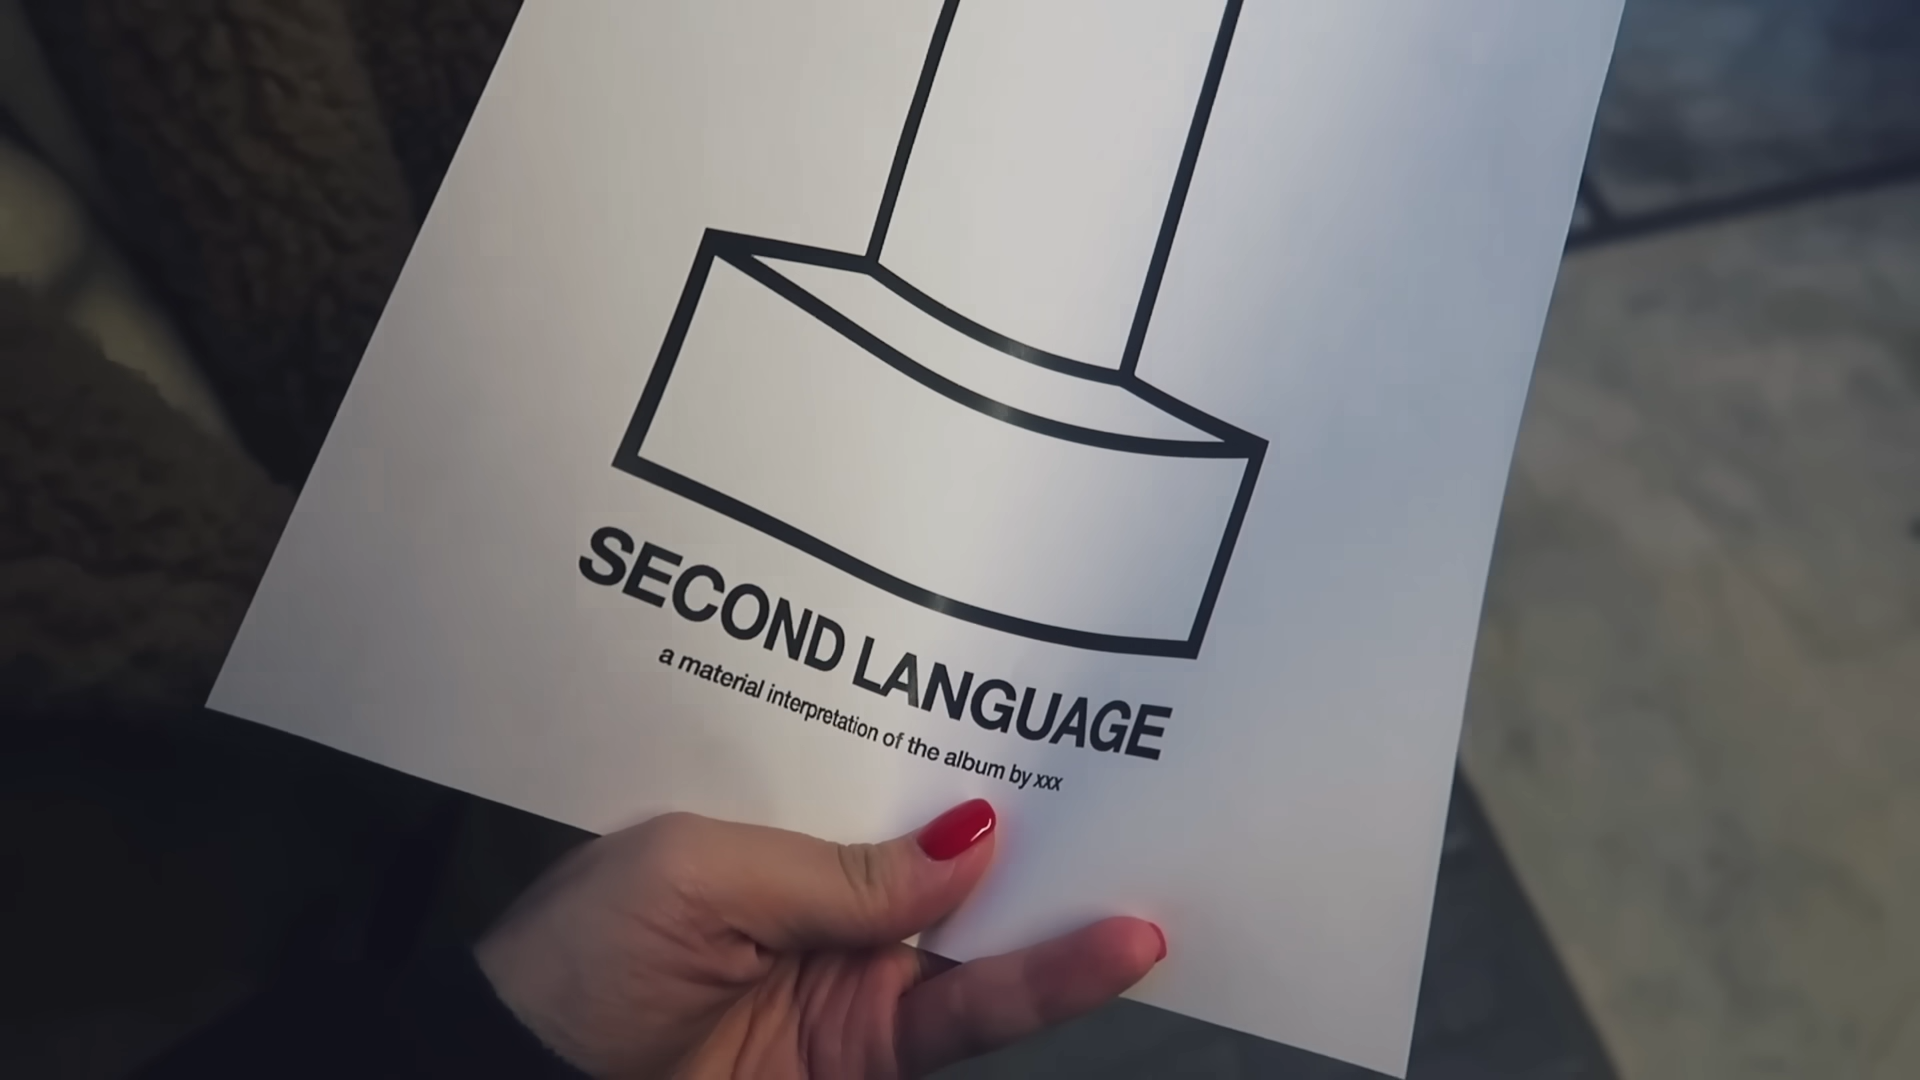 SECOND LANGUAGE
a material interpretation of the album by xxx